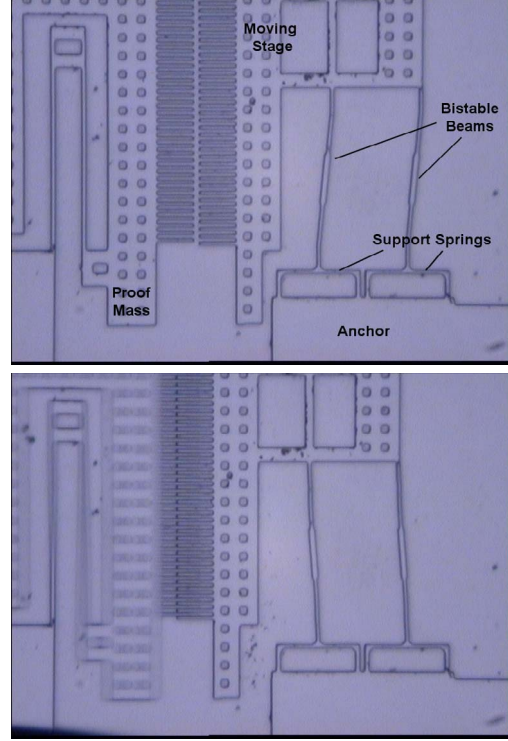 Moving
Stage
Bistable
Beams
Support Springs
Proof
Mass
Anchor